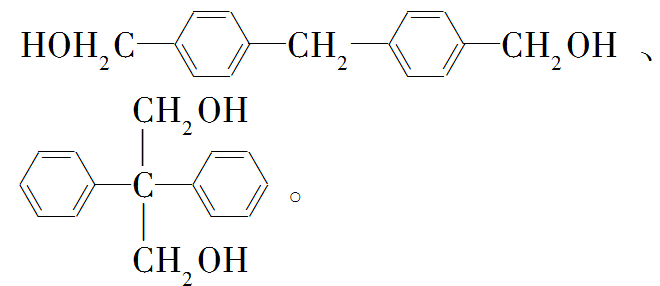 HOH₂C CH₂ CH₂OH 、
CH₂OH
C 。
CH₂OH